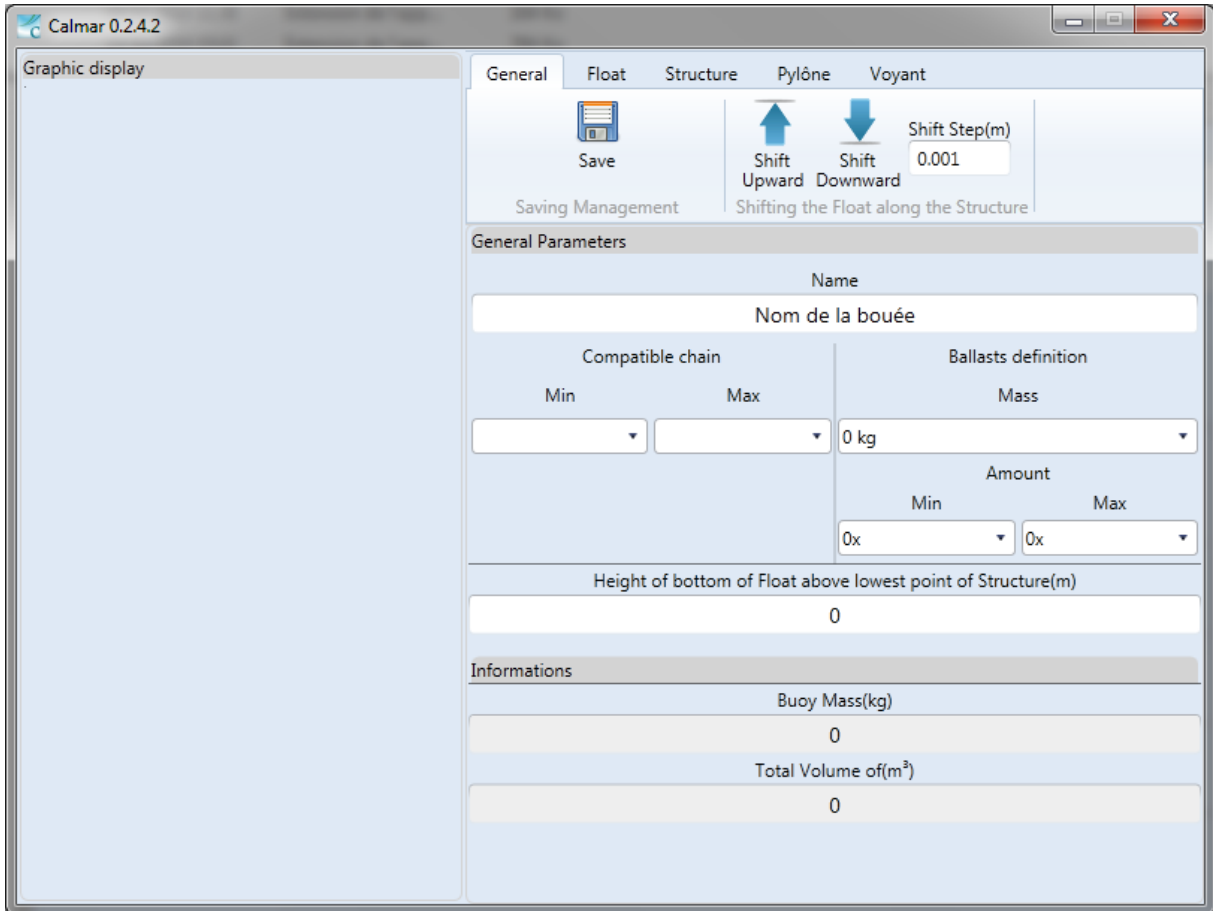 Calmar 0.2.4.2
Graphic display
General Float Structure Pylône Voyant
Save
Saving Management
Shift Upward
Shift Downward
Shift Step(m)
0.001
Shifting the Float along the Structure
General Parameters
Name
Nom de la bouée
Compatible chain
Min Max
Ballasts definition
Mass
0 kg
Amount
Min Max
0x 0x
Height of bottom of Float above lowest point of Structure(m)
0
Informations
Buoy Mass(kg)
0
Total Volume of(m³)
0